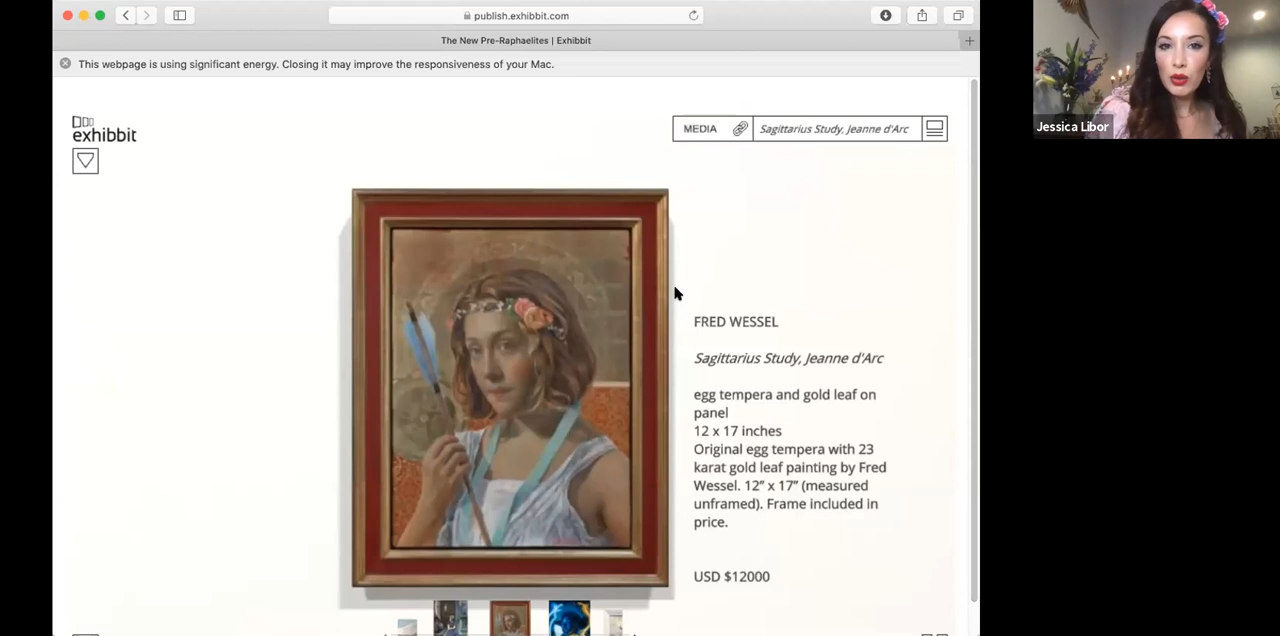 publish.exhibbit.com
The New Pre-Raphaelites | Exhibbit
This webpage is using significant energy. Closing it may improve the responsiveness of your Mac.
exhibbit
MEDIA
Sagittarius Study, Jeanne d'Arc
Jessica Libor
FRED WESSEL
Sagittarius Study, Jeanne d'Arc
egg tempera and gold leaf on
panel
12 x 17 inches
Original egg tempera with 23
karat gold leaf painting by Fred
Wessel. 12” x 17” (measured
unframed). Frame included in
price.
USD $12000